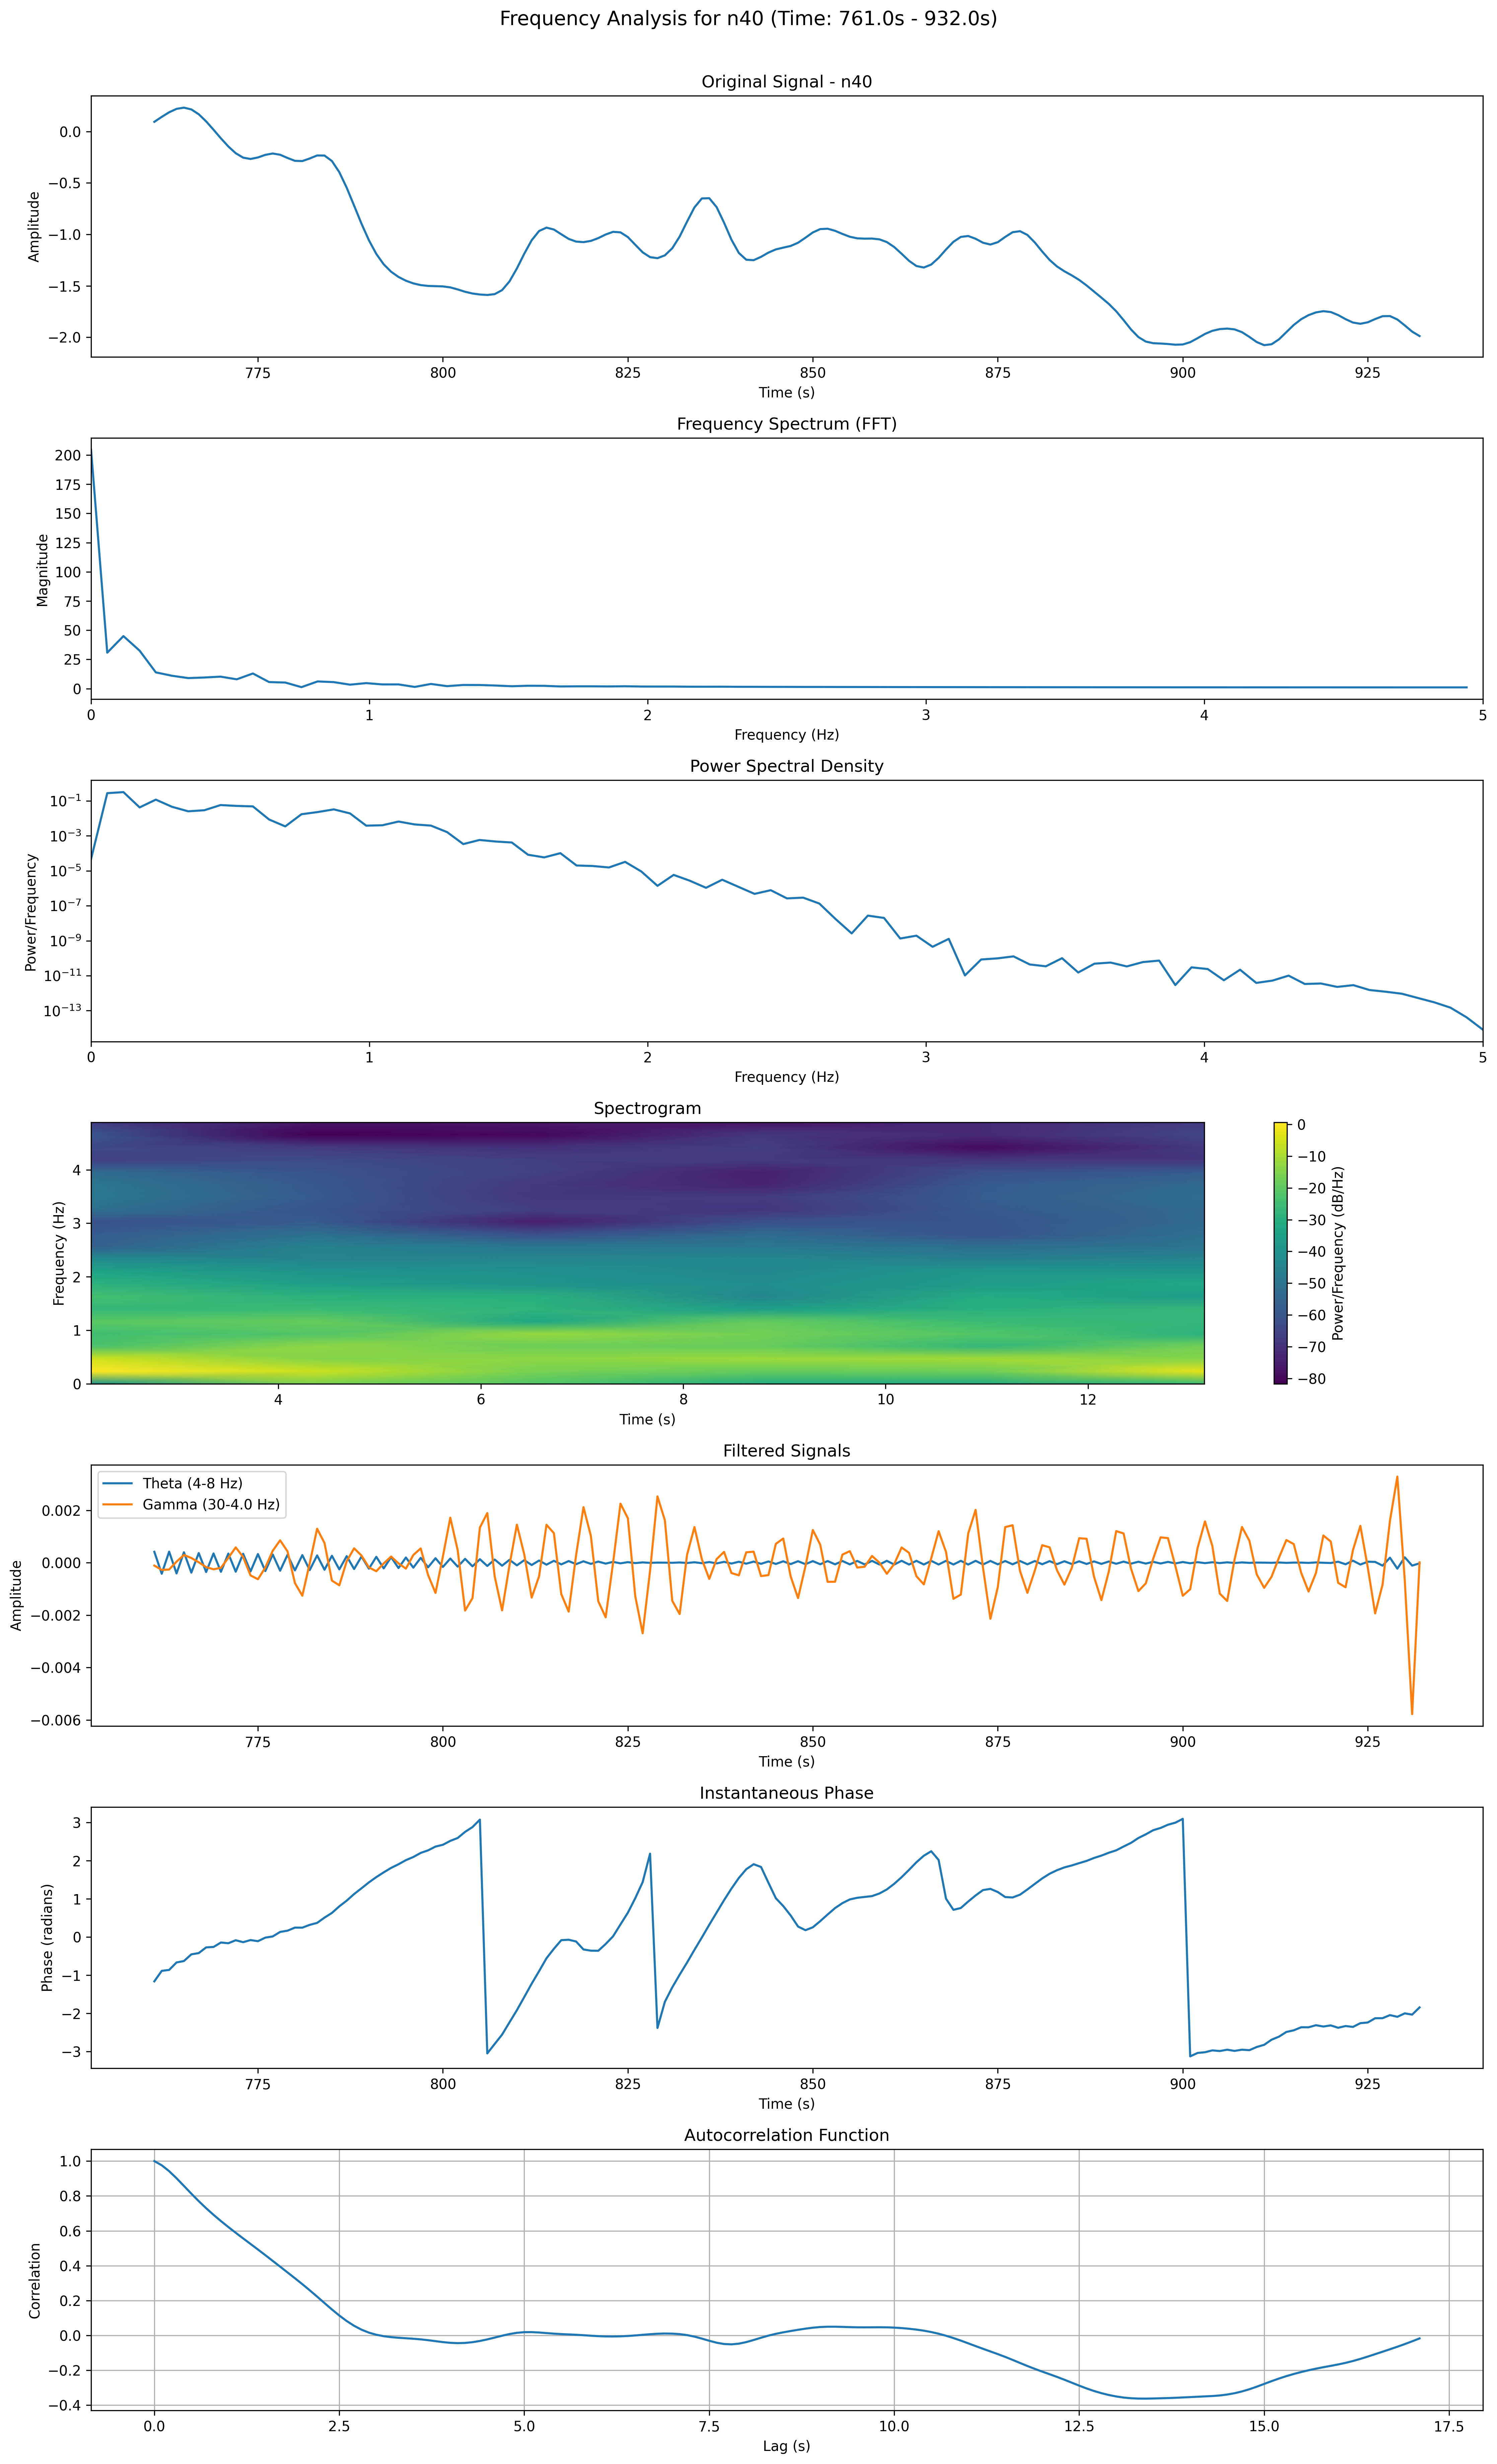 Frequency Analysis for n40 (Time: 761.0s - 932.0s)
Original Signal - n40
Amplitude
0.0
−0.5
−1.0
−1.5
−2.0
775 800 825 850 875 900 925
Time (s)
Frequency Spectrum (FFT)
Magnitude
200
175
150
125
100
75
50
25
0
0 1 2 3 4 5
Frequency (Hz)
Power Spectral Density
Power/Frequency
10⁻¹
10⁻³
10⁻⁵
10⁻⁷
10⁻⁹
10⁻¹¹
10⁻¹³
0 1 2 3 4 5
Frequency (Hz)
Spectrogram
Frequency (Hz)
4
3
2
1
0
4 6 8 10 12
Time (s)
0
−10
−20
−30
−40
−50
−60
−70
−80
Power/Frequency (dB/Hz)
Filtered Signals
Theta (4-8 Hz)
Gamma (30-4.0 Hz)
Amplitude
0.002
0.000
−0.002
−0.004
−0.006
775 800 825 850 875 900 925
Time (s)
Instantaneous Phase
Phase (radians)
3
2
1
0
−1
−2
−3
775 800 825 850 875 900 925
Time (s)
Autocorrelation Function
Correlation
1.0
0.8
0.6
0.4
0.2
0.0
−0.2
−0.4
0.0 2.5 5.0 7.5 10.0 12.5 15.0 17.5
Lag (s)